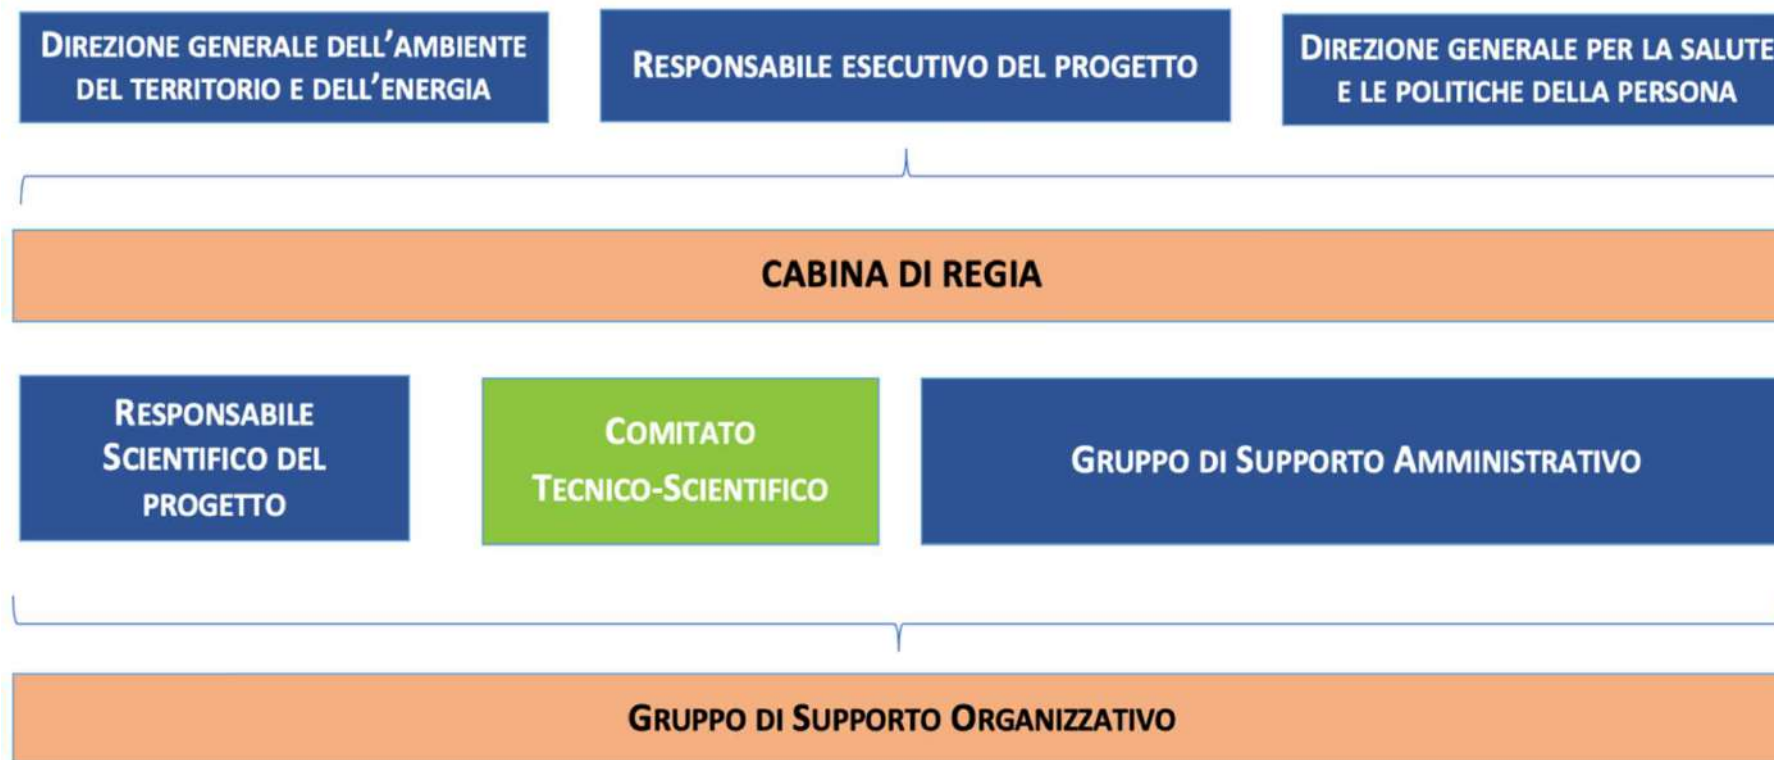 DIREZIONE GENERALE DELL'AMBIENTE
DEL TERRITORIO E DELL'ENERGIA
RESPONSABILE ESECUTIVO DEL PROGETTO
DIREZIONE GENERALE PER LA SALUTE
E LE POLITICHE DELLA PERSONA
CABINA DI REGIA
RESPONSABILE
SCIENTIFICO DEL
PROGETTO
COMITATO
TECNICO-SCIENTIFICO
GRUPPO DI SUPPORTO AMMINISTRATIVO
GRUPPO DI SUPPORTO ORGANIZZATIVO